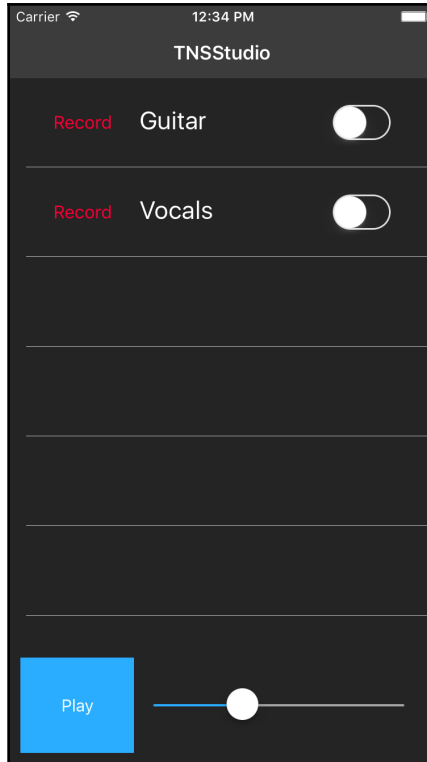 Carrier 12:34 PM
TNSStudio
Record Guitar
Record Vocals
Play